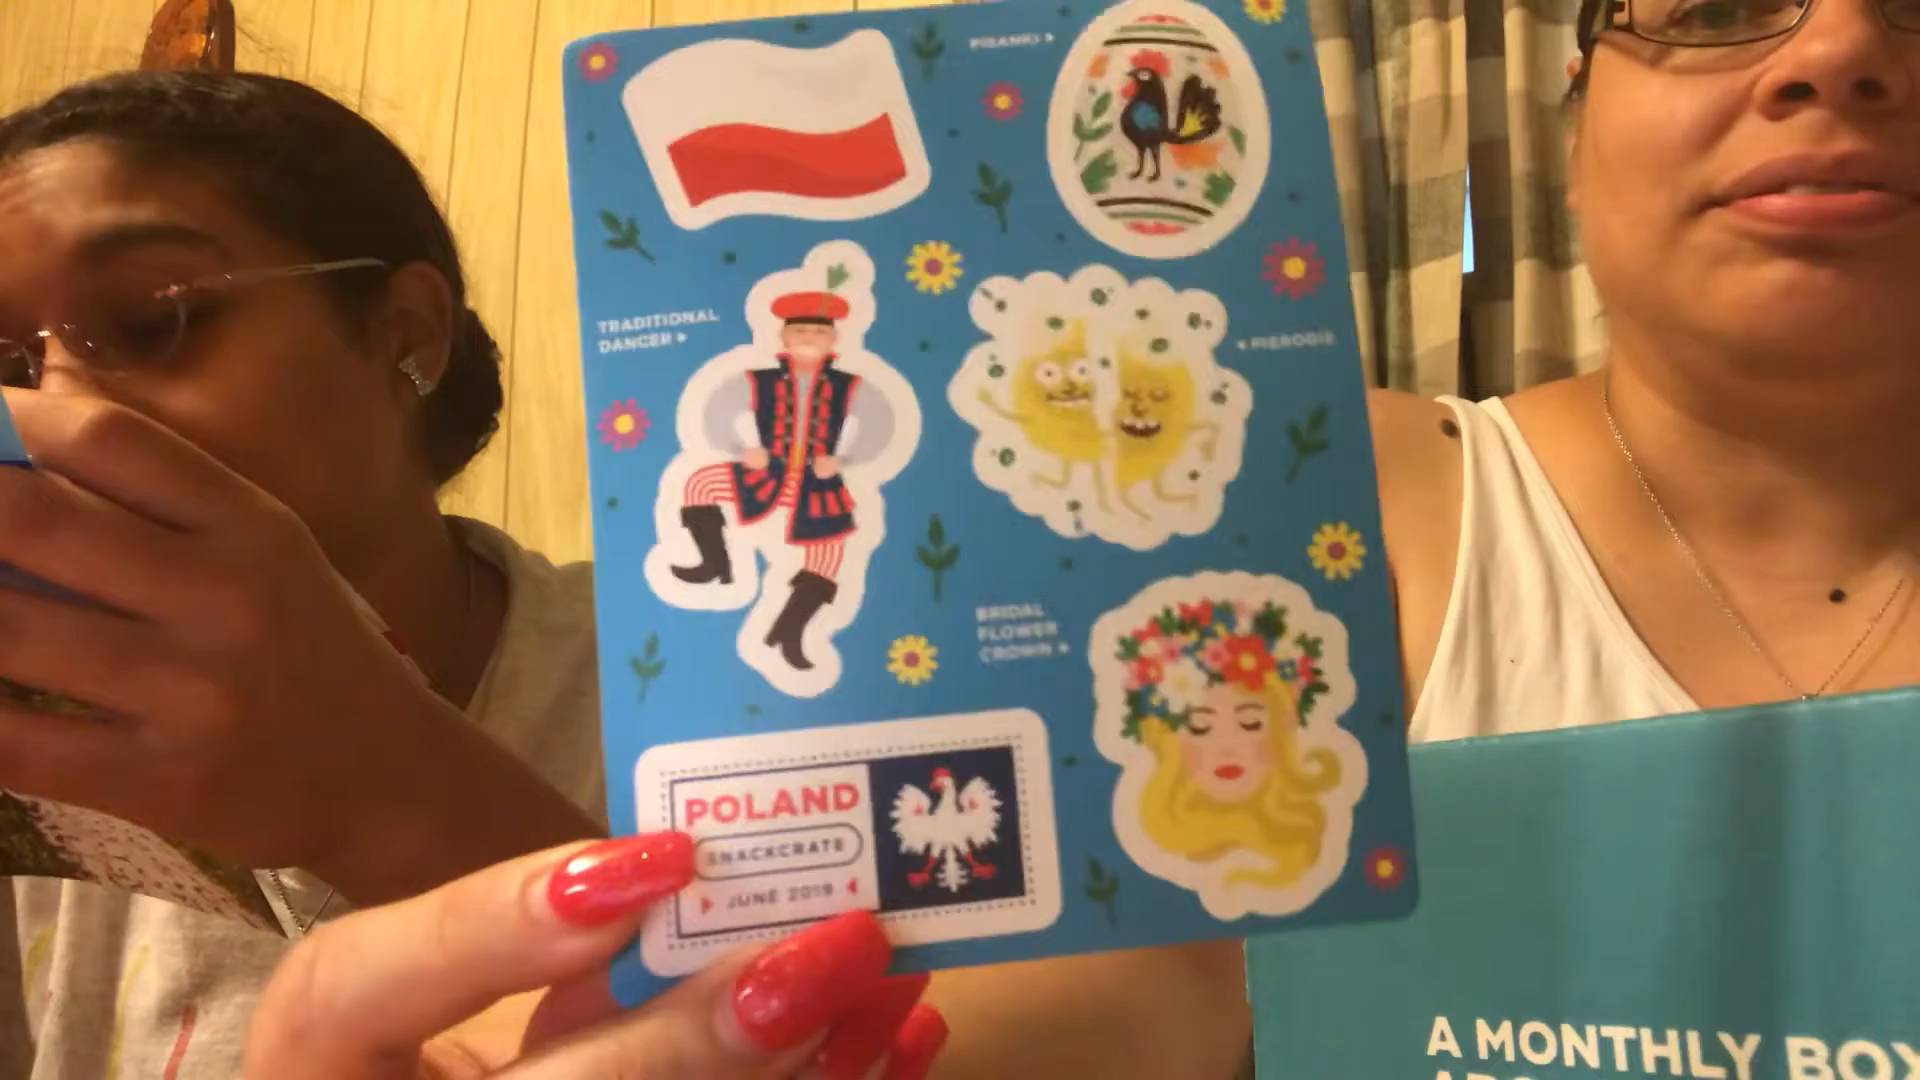 PISANKI
TRADITIONAL
DANCER
PIEROGIE
BRIDAL
FLOWER
CROWN
POLAND
SNACKCRATE
JUNE 2019
A MONTHLY BOX